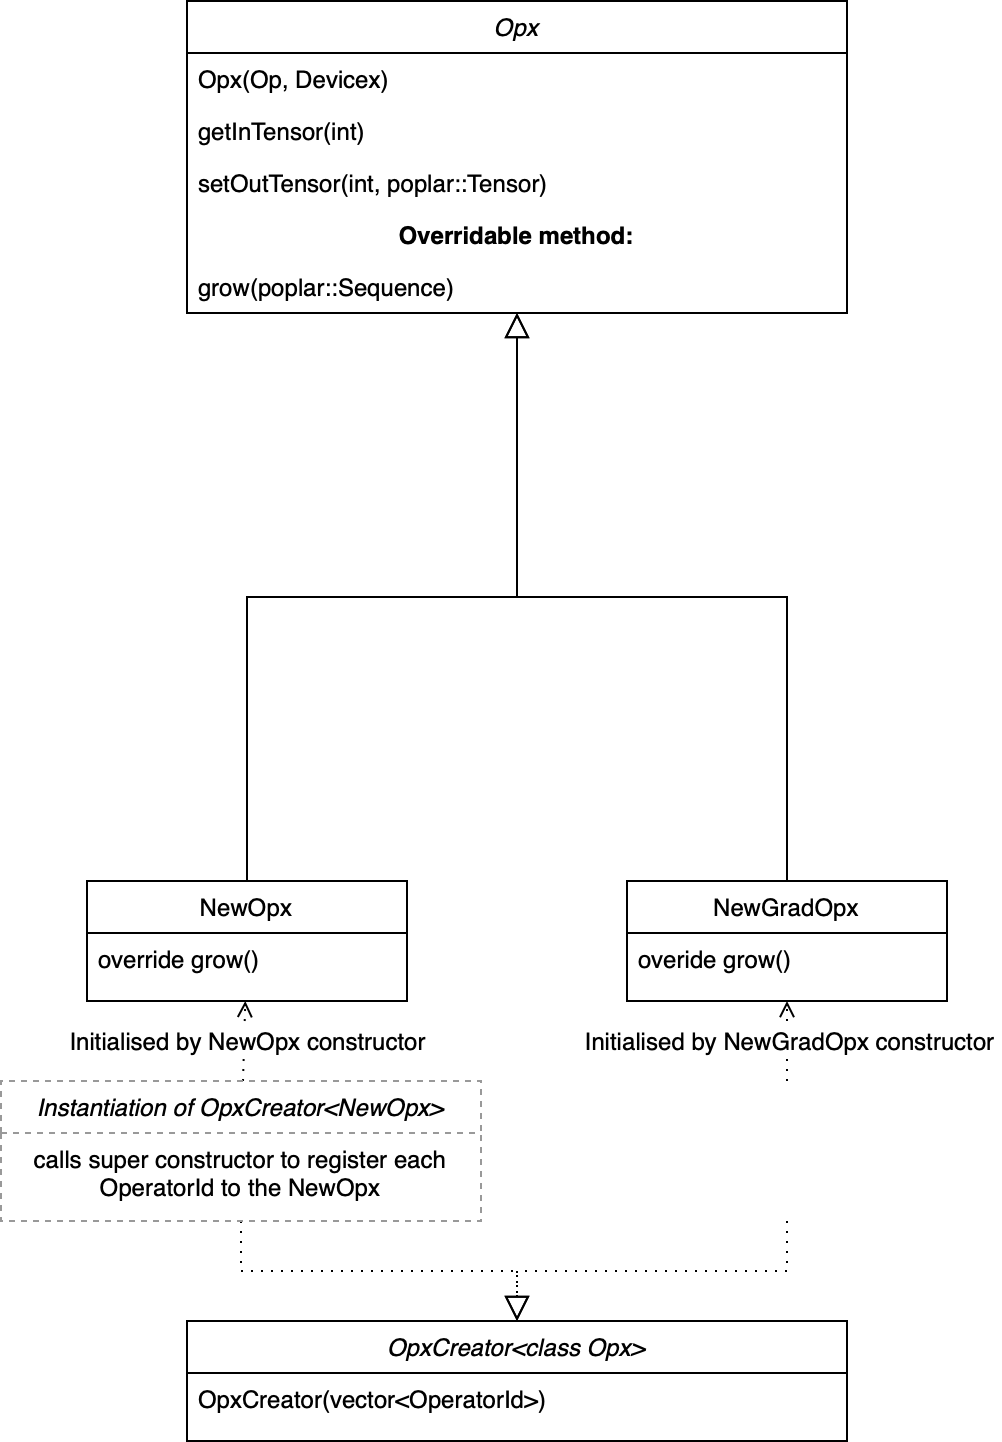 Opx
Opx(Op, Devicex)
getInTensor(int)
setOutTensor(int, poplar::Tensor)
Overridable method:
grow(poplar::Sequence)
NewOpx
override grow()
NewGradOpx
overide grow()
Initialised by NewOpx constructor
Initialised by NewGradOpx constructor
Instantiation of OpxCreator<NewOpx>
calls super constructor to register each
OperatorId to the NewOpx
OpxCreator<class Opx>
OpxCreator(vector<OperatorId>)